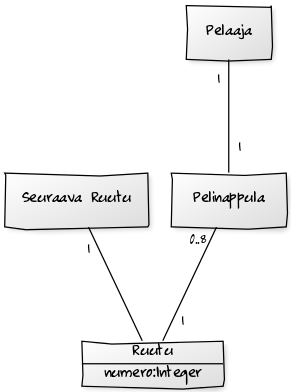 Pelaaja
1
1
Seuraava Ruutu
Pelinappula
1
0..8
1
Ruutu
numero:Integer